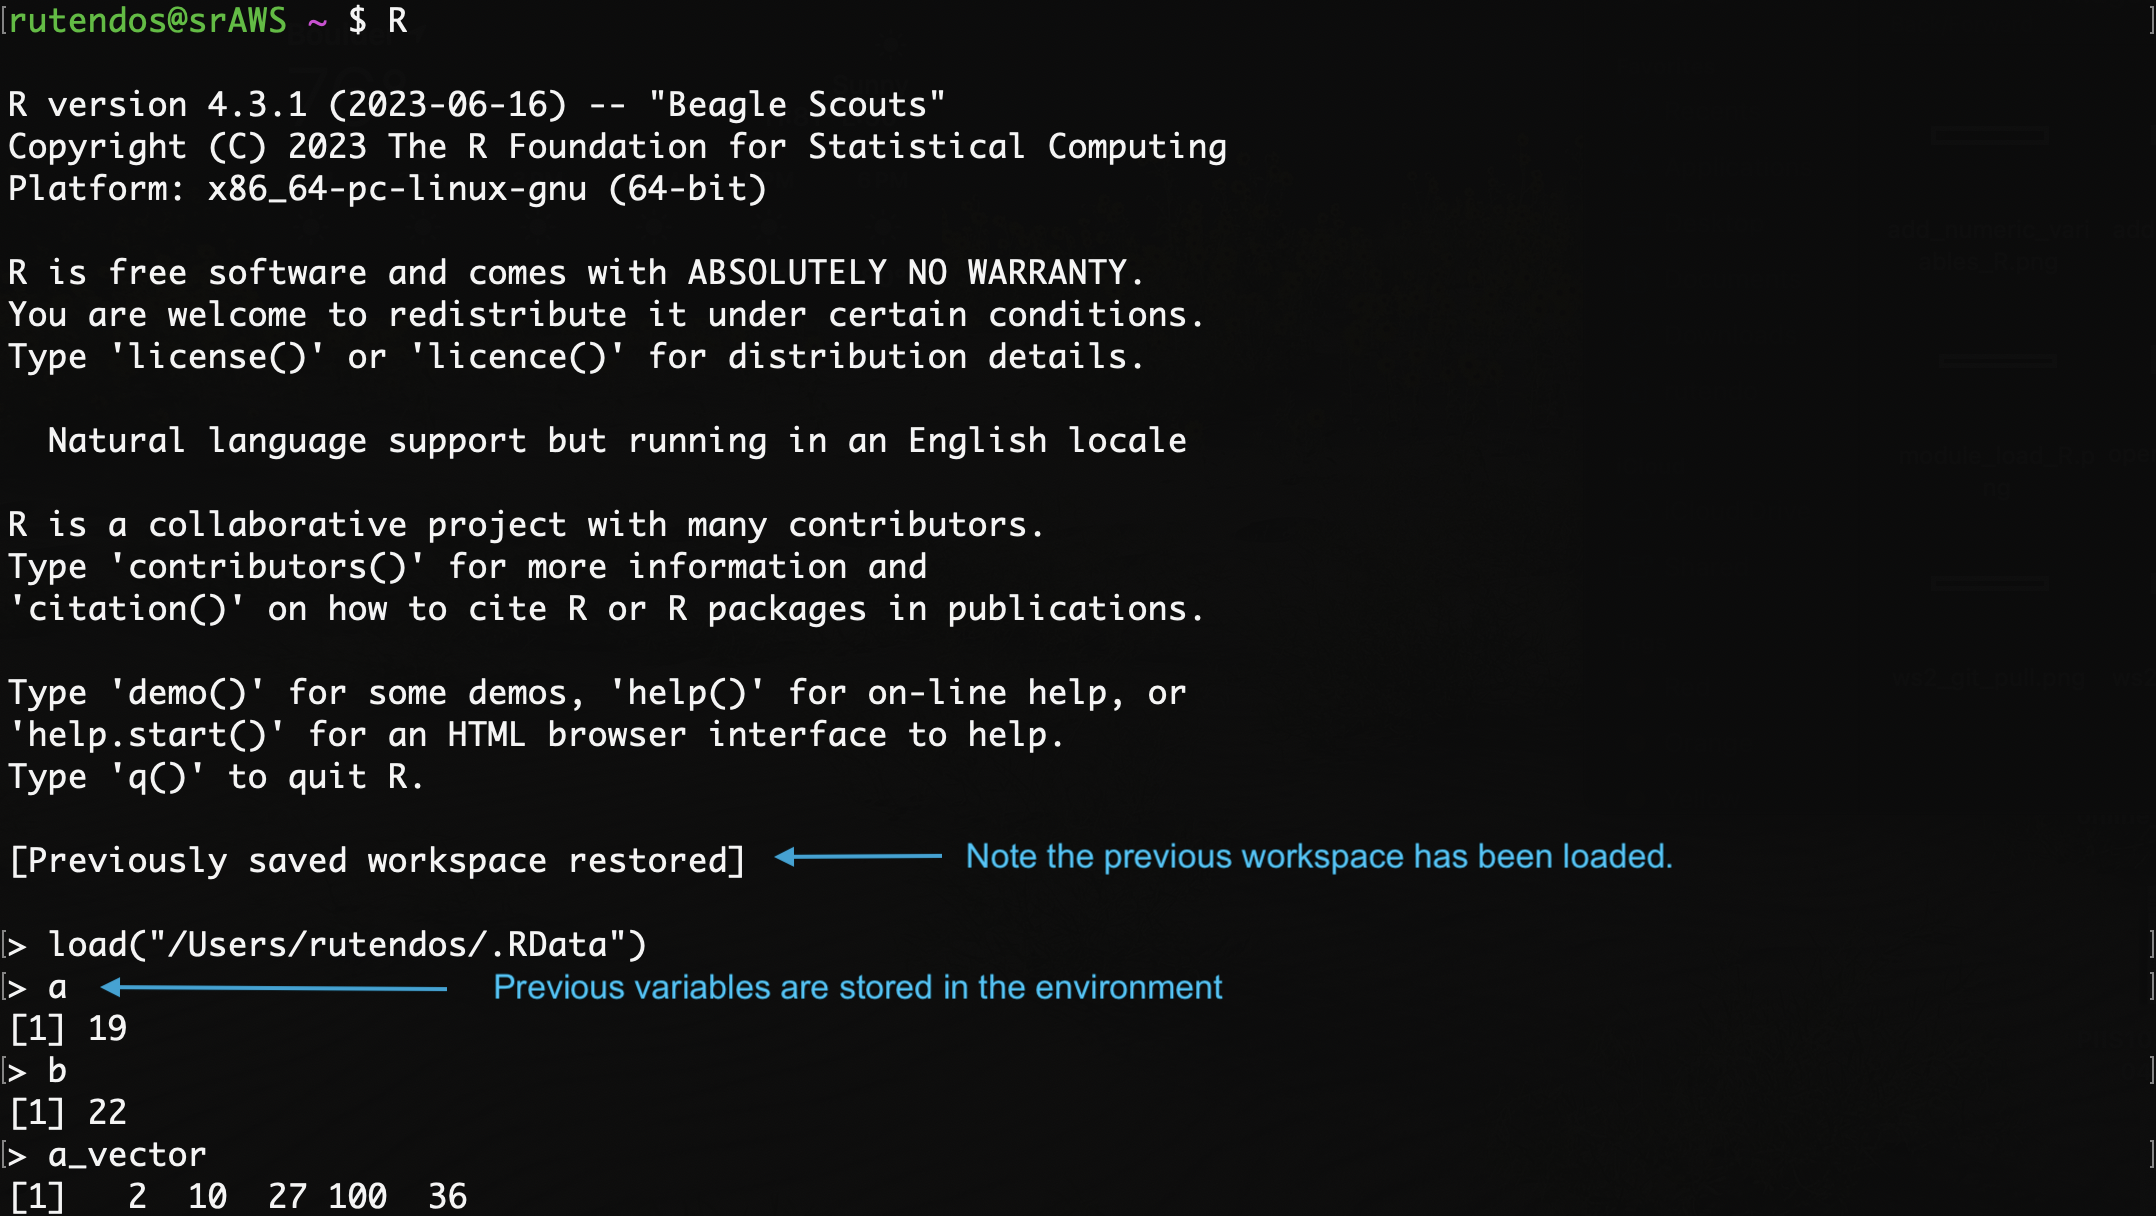 rutendos@srAWS ~ $ R
R version 4.3.1 (2023-06-16) -- "Beagle Scouts"
Copyright (C) 2023 The R Foundation for Statistical Computing
Platform: x86_64-pc-linux-gnu (64-bit)
R is free software and comes with ABSOLUTELY NO WARRANTY.
You are welcome to redistribute it under certain conditions.
Type 'license()' or 'licence()' for distribution details.
Natural language support but running in an English locale
R is a collaborative project with many contributors.
Type 'contributors()' for more information and
'citation()' on how to cite R or R packages in publications.
Type 'demo()' for some demos, 'help()' for on-line help, or
'help.start()' for an HTML browser interface to help.
Type 'q()' to quit R.
[Previously saved workspace restored] Note the previous workspace has been loaded.
> load("/Users/rutendos/.RData")
> a Previous variables are stored in the environment
[1] 19
> b
[1] 22
> a_vector
[1]   2  10  27 100  36